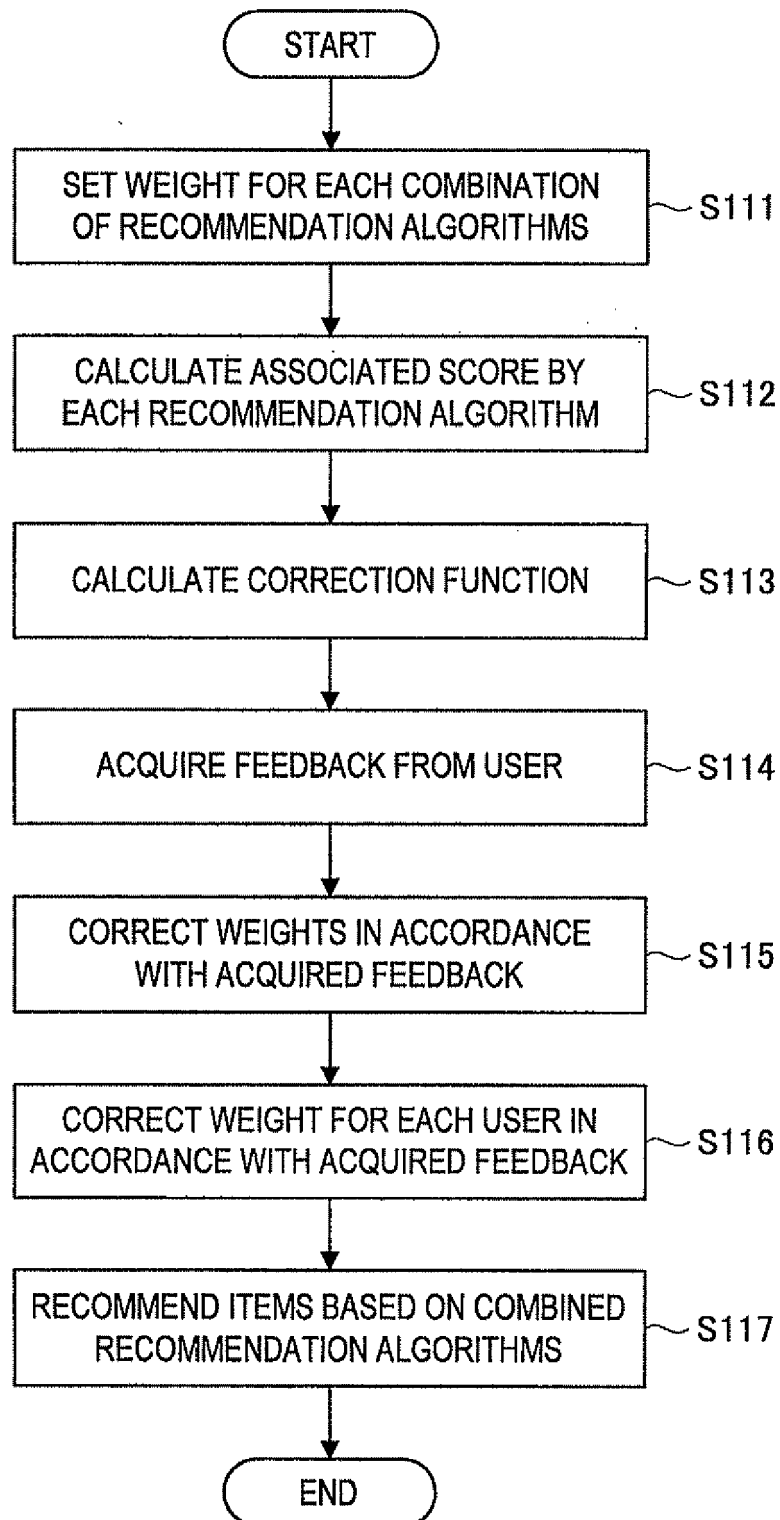 START
SET WEIGHT FOR EACH COMBINATION
OF RECOMMENDATION ALGORITHMS
S111
CALCULATE ASSOCIATED SCORE BY
EACH RECOMMENDATION ALGORITHM
S112
CALCULATE CORRECTION FUNCTION
S113
ACQUIRE FEEDBACK FROM USER
S114
CORRECT WEIGHTS IN ACCORDANCE
WITH ACQUIRED FEEDBACK
S115
CORRECT WEIGHT FOR EACH USER IN
ACCORDANCE WITH ACQUIRED FEEDBACK
S116
RECOMMEND ITEMS BASED ON COMBINED
RECOMMENDATION ALGORITHMS
S117
END